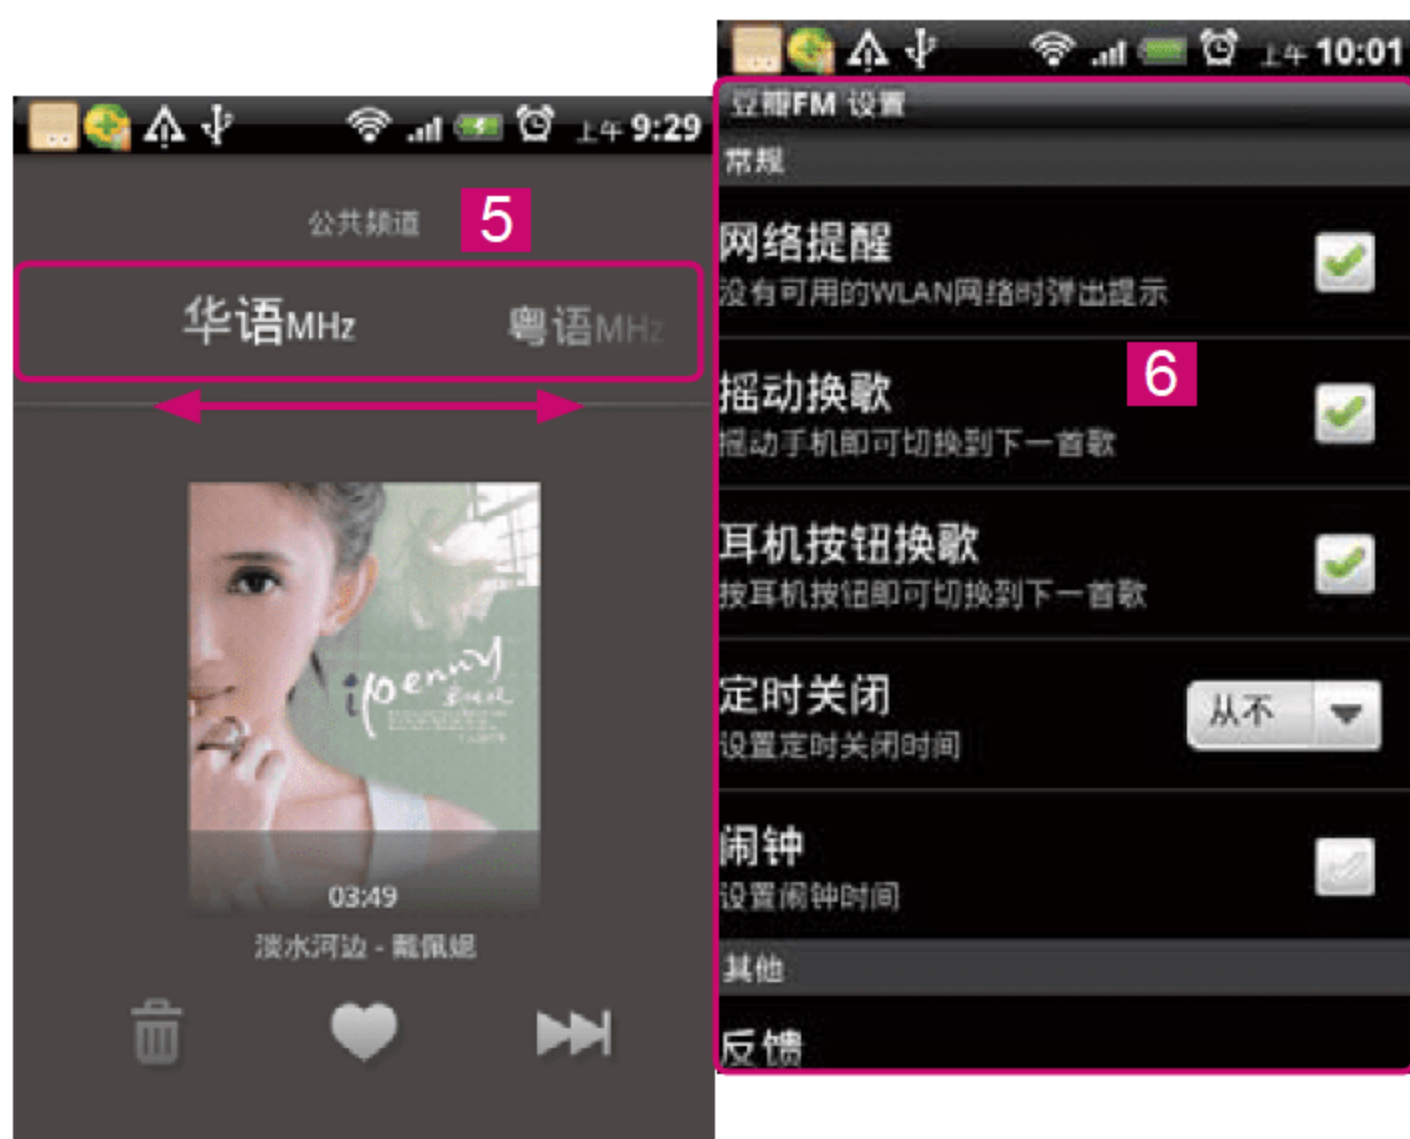 上午 9:29
公共频道
5
华语MHz
粤语MHz
ipenny
03:49
淡水河边 - 戴佩妮
上午 10:01
豆瓣FM 设置
常规
网络提醒
没有可用的WLAN网络时弹出提示
6
摇动换歌
摇动手机即可切换到下一首歌
耳机按钮换歌
按耳机按钮即可切换到下一首歌
定时关闭
从不
设置定时关闭时间
闹钟
设置闹钟时间
其他
反馈